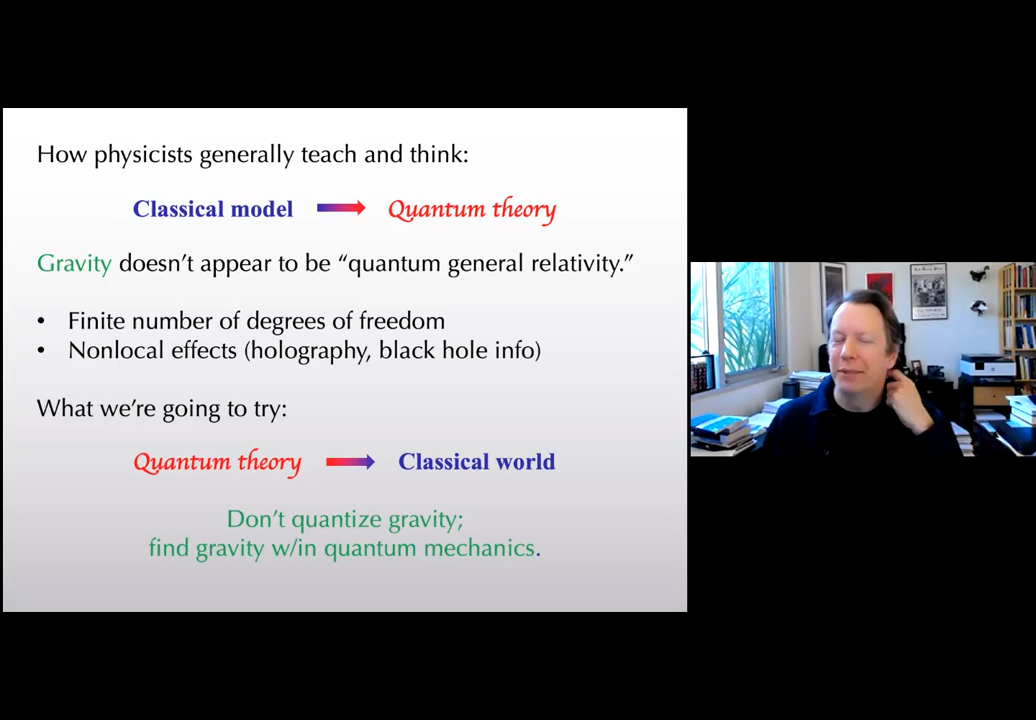 How physicists generally teach and think:
Classical model → Quantum theory
Gravity doesn't appear to be “quantum general relativity.”
• Finite number of degrees of freedom
• Nonlocal effects (holography, black hole info)
What we're going to try:
Quantum theory → Classical world
Don't quantize gravity;
find gravity w/in quantum mechanics.